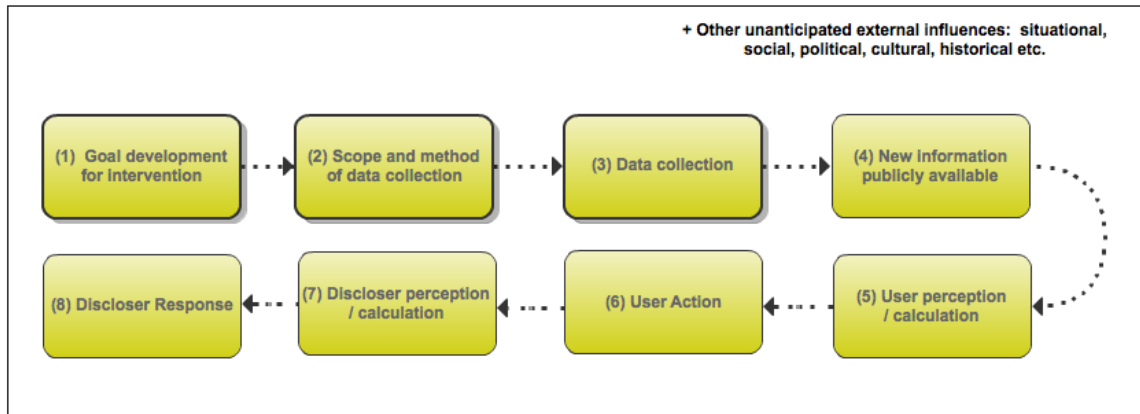 + Other unanticipated external influences: situational,
social, political, cultural, historical etc.
(1) Goal development
for intervention
(2) Scope and method
of data collection
(3) Data collection
(4) New information
publicly available
(5) User perception
/ calculation
(6) User Action
(7) Discloser perception
/ calculation
(8) Discloser Response